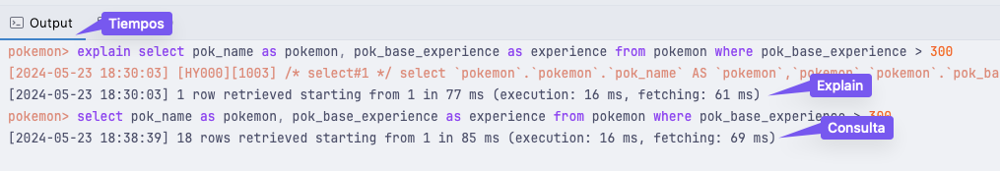 Output
Tiempos
pokemon> explain select pok_name as pokemon, pok_base_experience as experience from pokemon where pok_base_experience > 300
[2024-05-23 18:30:03] [HY000][1003] /* select#1 */ select `pokemon`.`pokemon`.`pok_name` AS `pokemon`,`pokemon`.`pokemon`.`pok_ba
[2024-05-23 18:30:03] 1 row retrieved starting from 1 in 77 ms (execution: 16 ms, fetching: 61 ms)
Explain
pokemon> select pok_name as pokemon, pok_base_experience as experience from pokemon where pok_base_experience > 300
Consulta
[2024-05-23 18:38:39] 18 rows retrieved starting from 1 in 85 ms (execution: 16 ms, fetching: 69 ms)